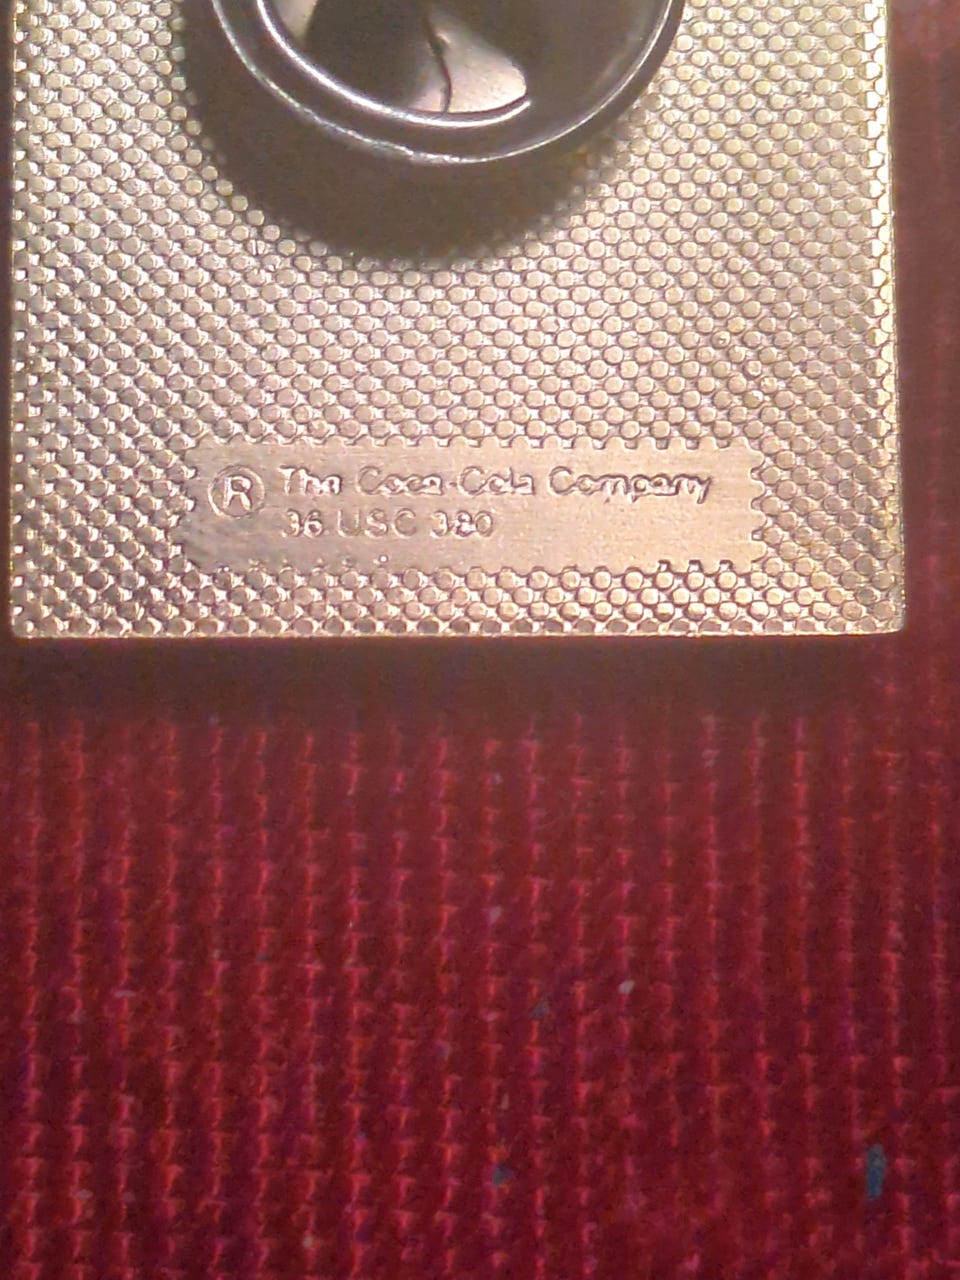 ® The Coca-Cola Company
36 USC 380